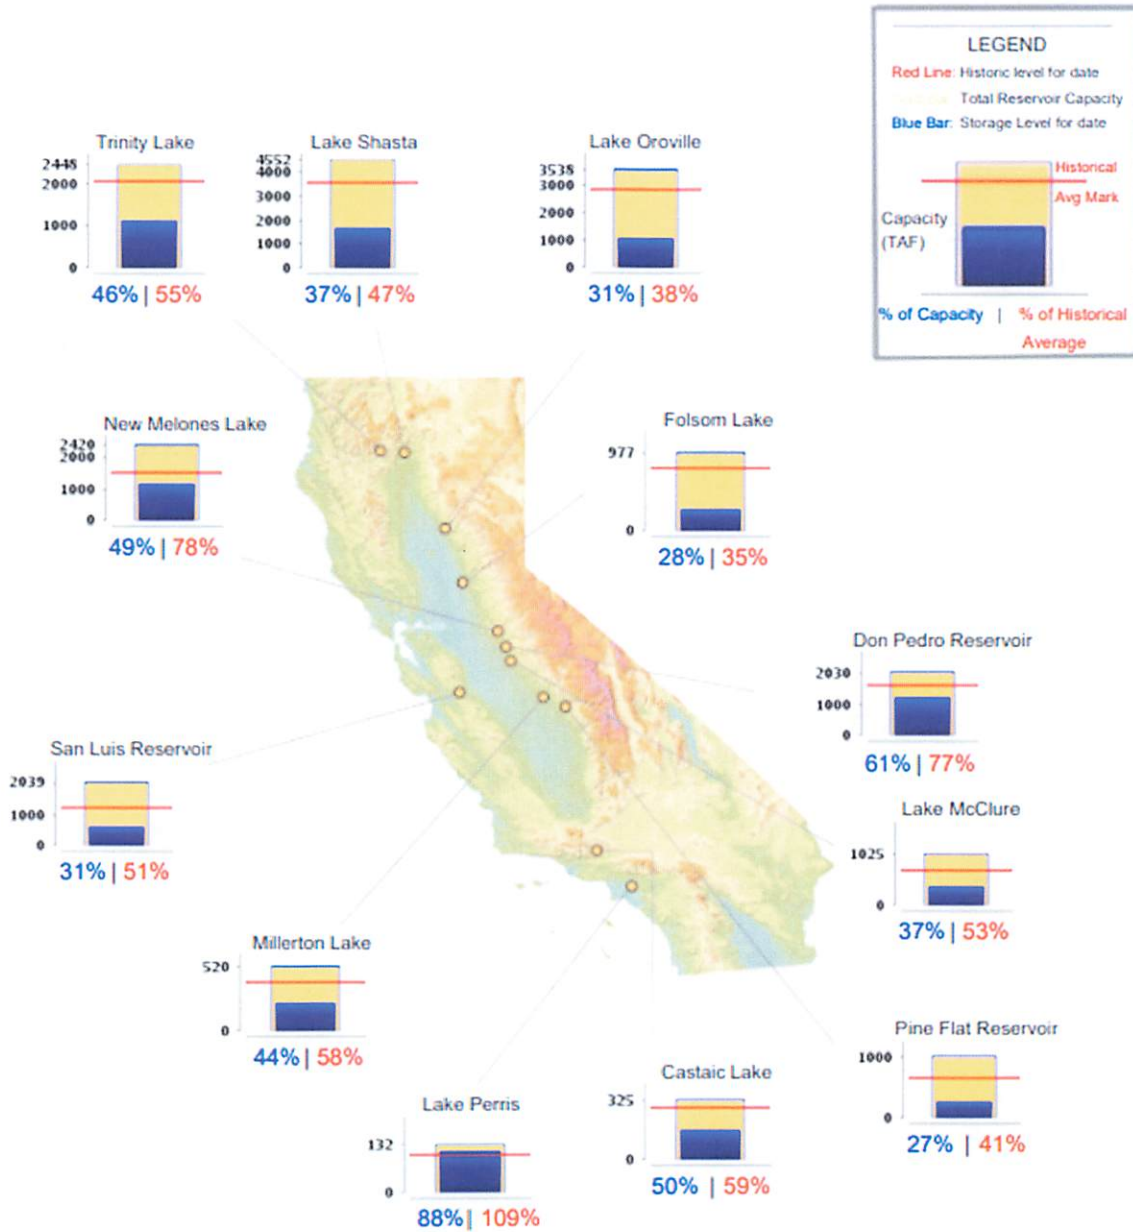 LEGEND
Red Line: Historic level for date
Total Reservoir Capacity
Blue Bar: Storage Level for date
Historical
Avg Mark
Capacity
(TAF)
% of Capacity | % of Historical
Average
Trinity Lake
2448
2000
1000
0
46% | 55%
Lake Shasta
4552
4000
3000
2000
1000
0
37% | 47%
Lake Oroville
3538
3000
2000
1000
0
31% | 38%
New Melones Lake
2420
2000
1000
0
49% | 78%
Folsom Lake
977
0
28% | 35%
Don Pedro Reservoir
2030
1000
0
61% | 77%
San Luis Reservoir
2039
1000
0
31% | 51%
Lake McClure
1025
0
37% | 53%
Millerton Lake
520
0
44% | 58%
Pine Flat Reservoir
1000
0
27% | 41%
Castaic Lake
325
0
50% | 59%
Lake Perris
132
0
88% | 109%